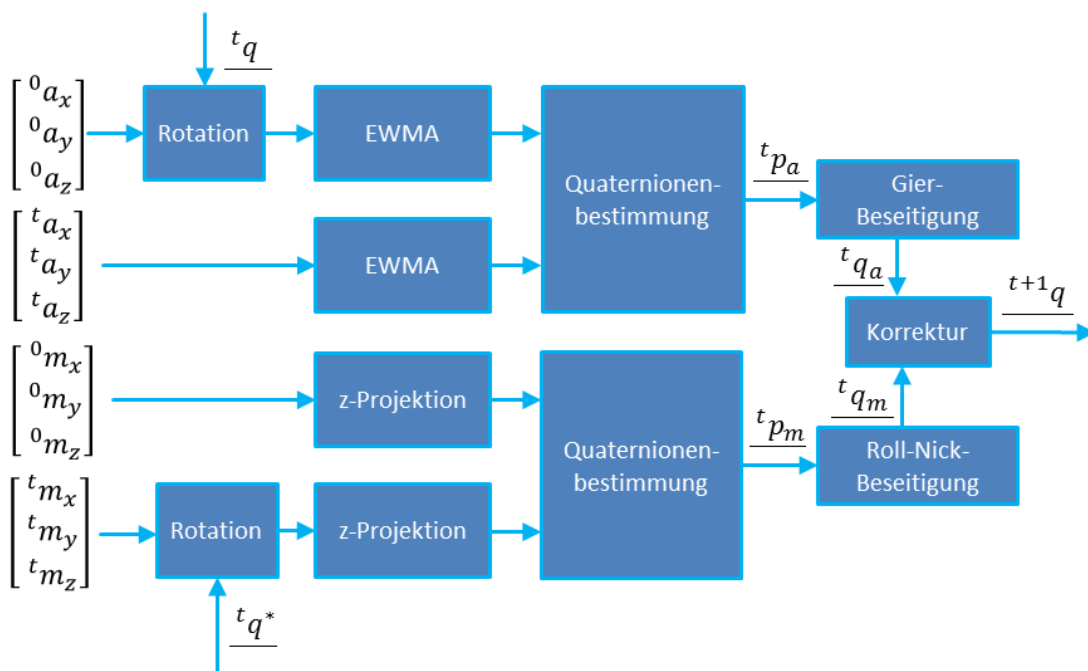 ᵗq
⁰aₓ
⁰a_y
⁰a_z
Rotation
EWMA
Quaternionen-
bestimmung
ᵗpₐ
Gier-
Beseitigung
ᵗaₓ
ᵗa_y
ᵗa_z
EWMA
ᵗqₐ
Korrektur
ᵗ⁺¹q
⁰mₓ
⁰m_y
⁰m_z
z-Projektion
Quaternionen-
bestimmung
ᵗpₘ
ᵗqₘ
Roll-Nick-
Beseitigung
ᵗmₓ
ᵗm_y
ᵗm_z
Rotation
z-Projektion
ᵗq*